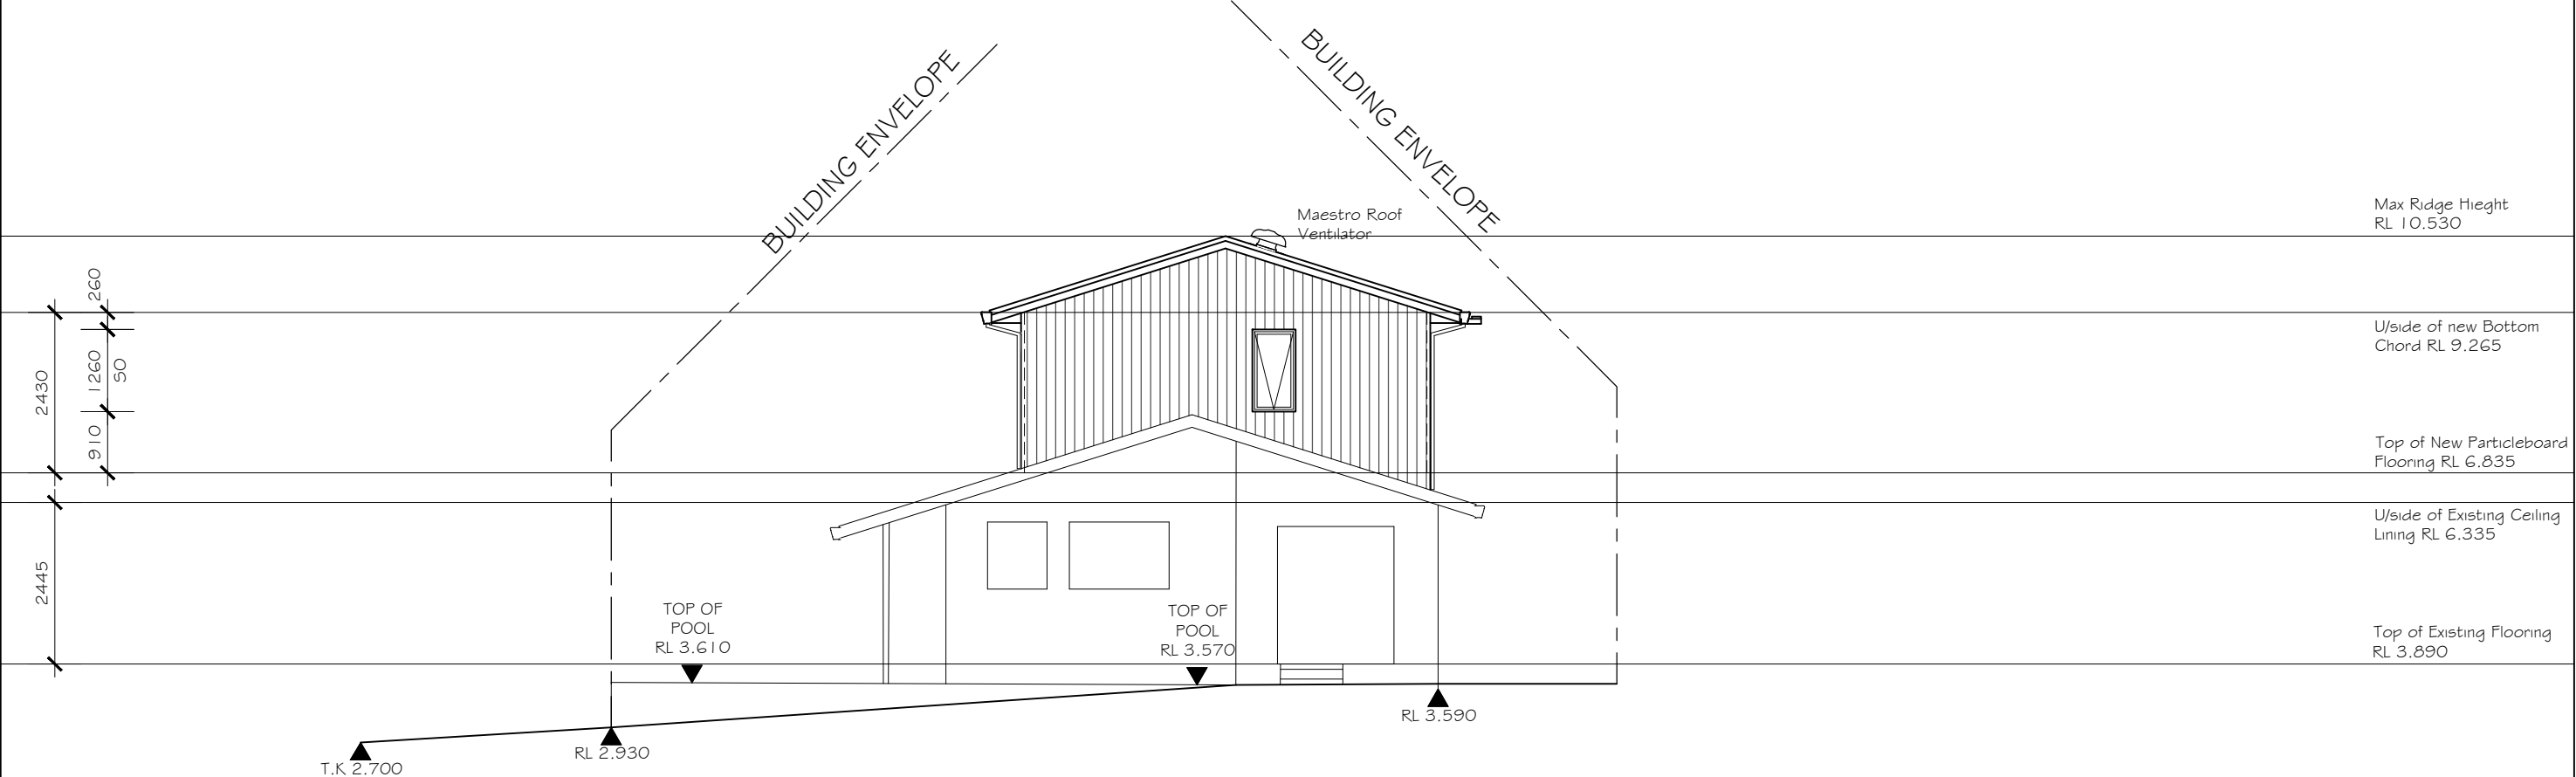 BUILDING ENVELOPE
BUILDING ENVELOPE
Maestro Roof
Ventilator
Max Ridge Hieght
RL 10.530
U/side of new Bottom
Chord RL 9.265
Top of New Particleboard
Flooring RL 6.835
U/side of Existing Ceiling
Lining RL 6.335
Top of Existing Flooring
RL 3.890
260
1260
50
910
2430
2445
TOP OF
POOL
RL 3.610
TOP OF
POOL
RL 3.570
RL 3.590
RL 2.930
T.K 2.700